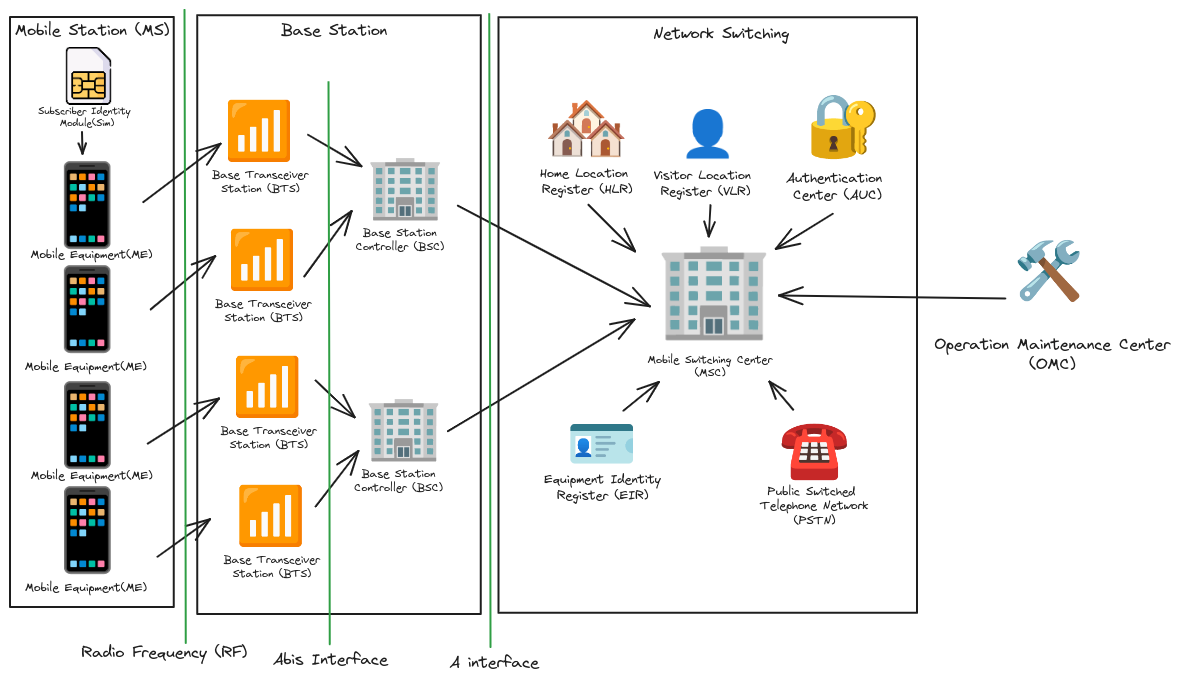 Mobile Station (MS)
Subscriber Identity
Module(Sim)
Mobile Equipment(ME)
Mobile Equipment(ME)
Mobile Equipment(ME)
Mobile Equipment(ME)
Base Station
Base Transceiver
Station (BTS)
Base Transceiver
Station (BTS)
Base Transceiver
Station (BTS)
Base Transceiver
Station (BTS)
Base Station
Controller (BSC)
Base Station
Controller (BSC)
Network Switching
Home Location
Register (HLR)
Visitor Location
Register (VLR)
Authentication
Center (AUC)
Mobile Switching Center
(MSC)
Equipment Identity
Register (EIR)
Public Switched
Telephone Network
(PSTN)
Operation Maintenance Center
(OMC)
Radio Frequency (RF)
Abis Interface
A interface